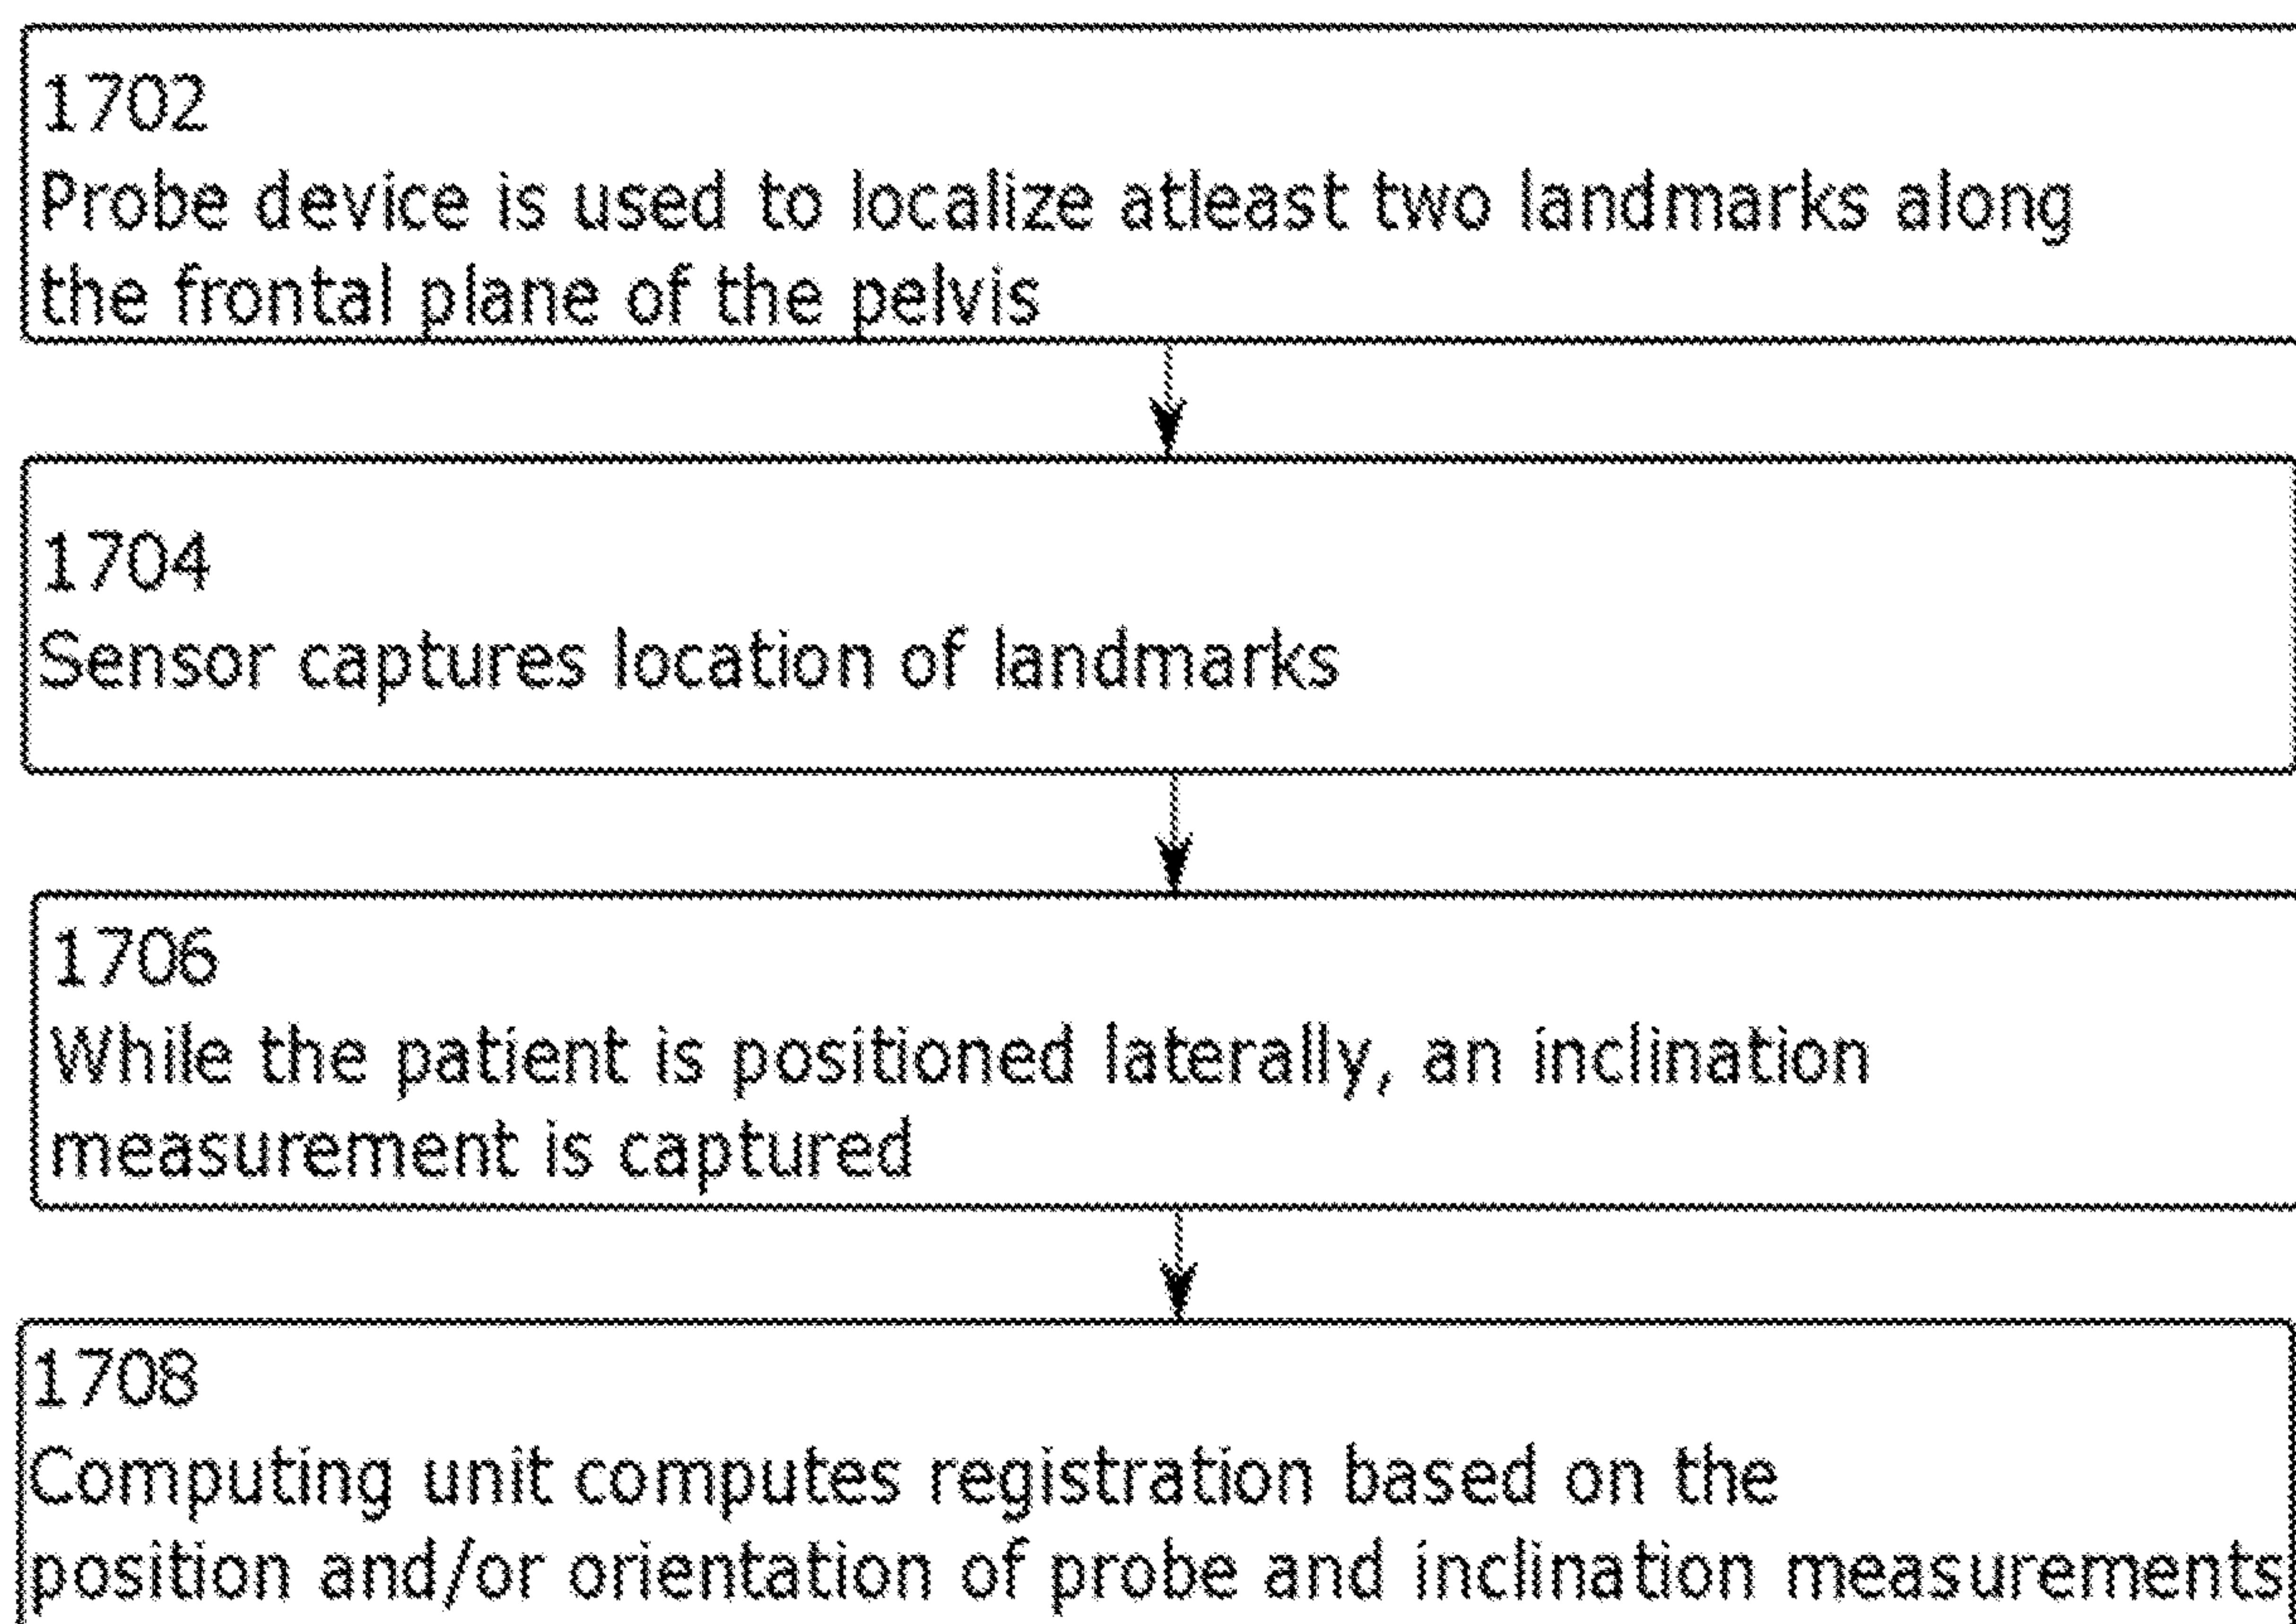 1702
Probe device is used to localize atleast two landmarks along
the frontal plane of the pelvis
1704
Sensor captures location of landmarks
1706
While the patient is positioned laterally, an inclination
measurement is captured
1708
Computing unit computes registration based on the
position and/or orientation of probe and inclination measurements